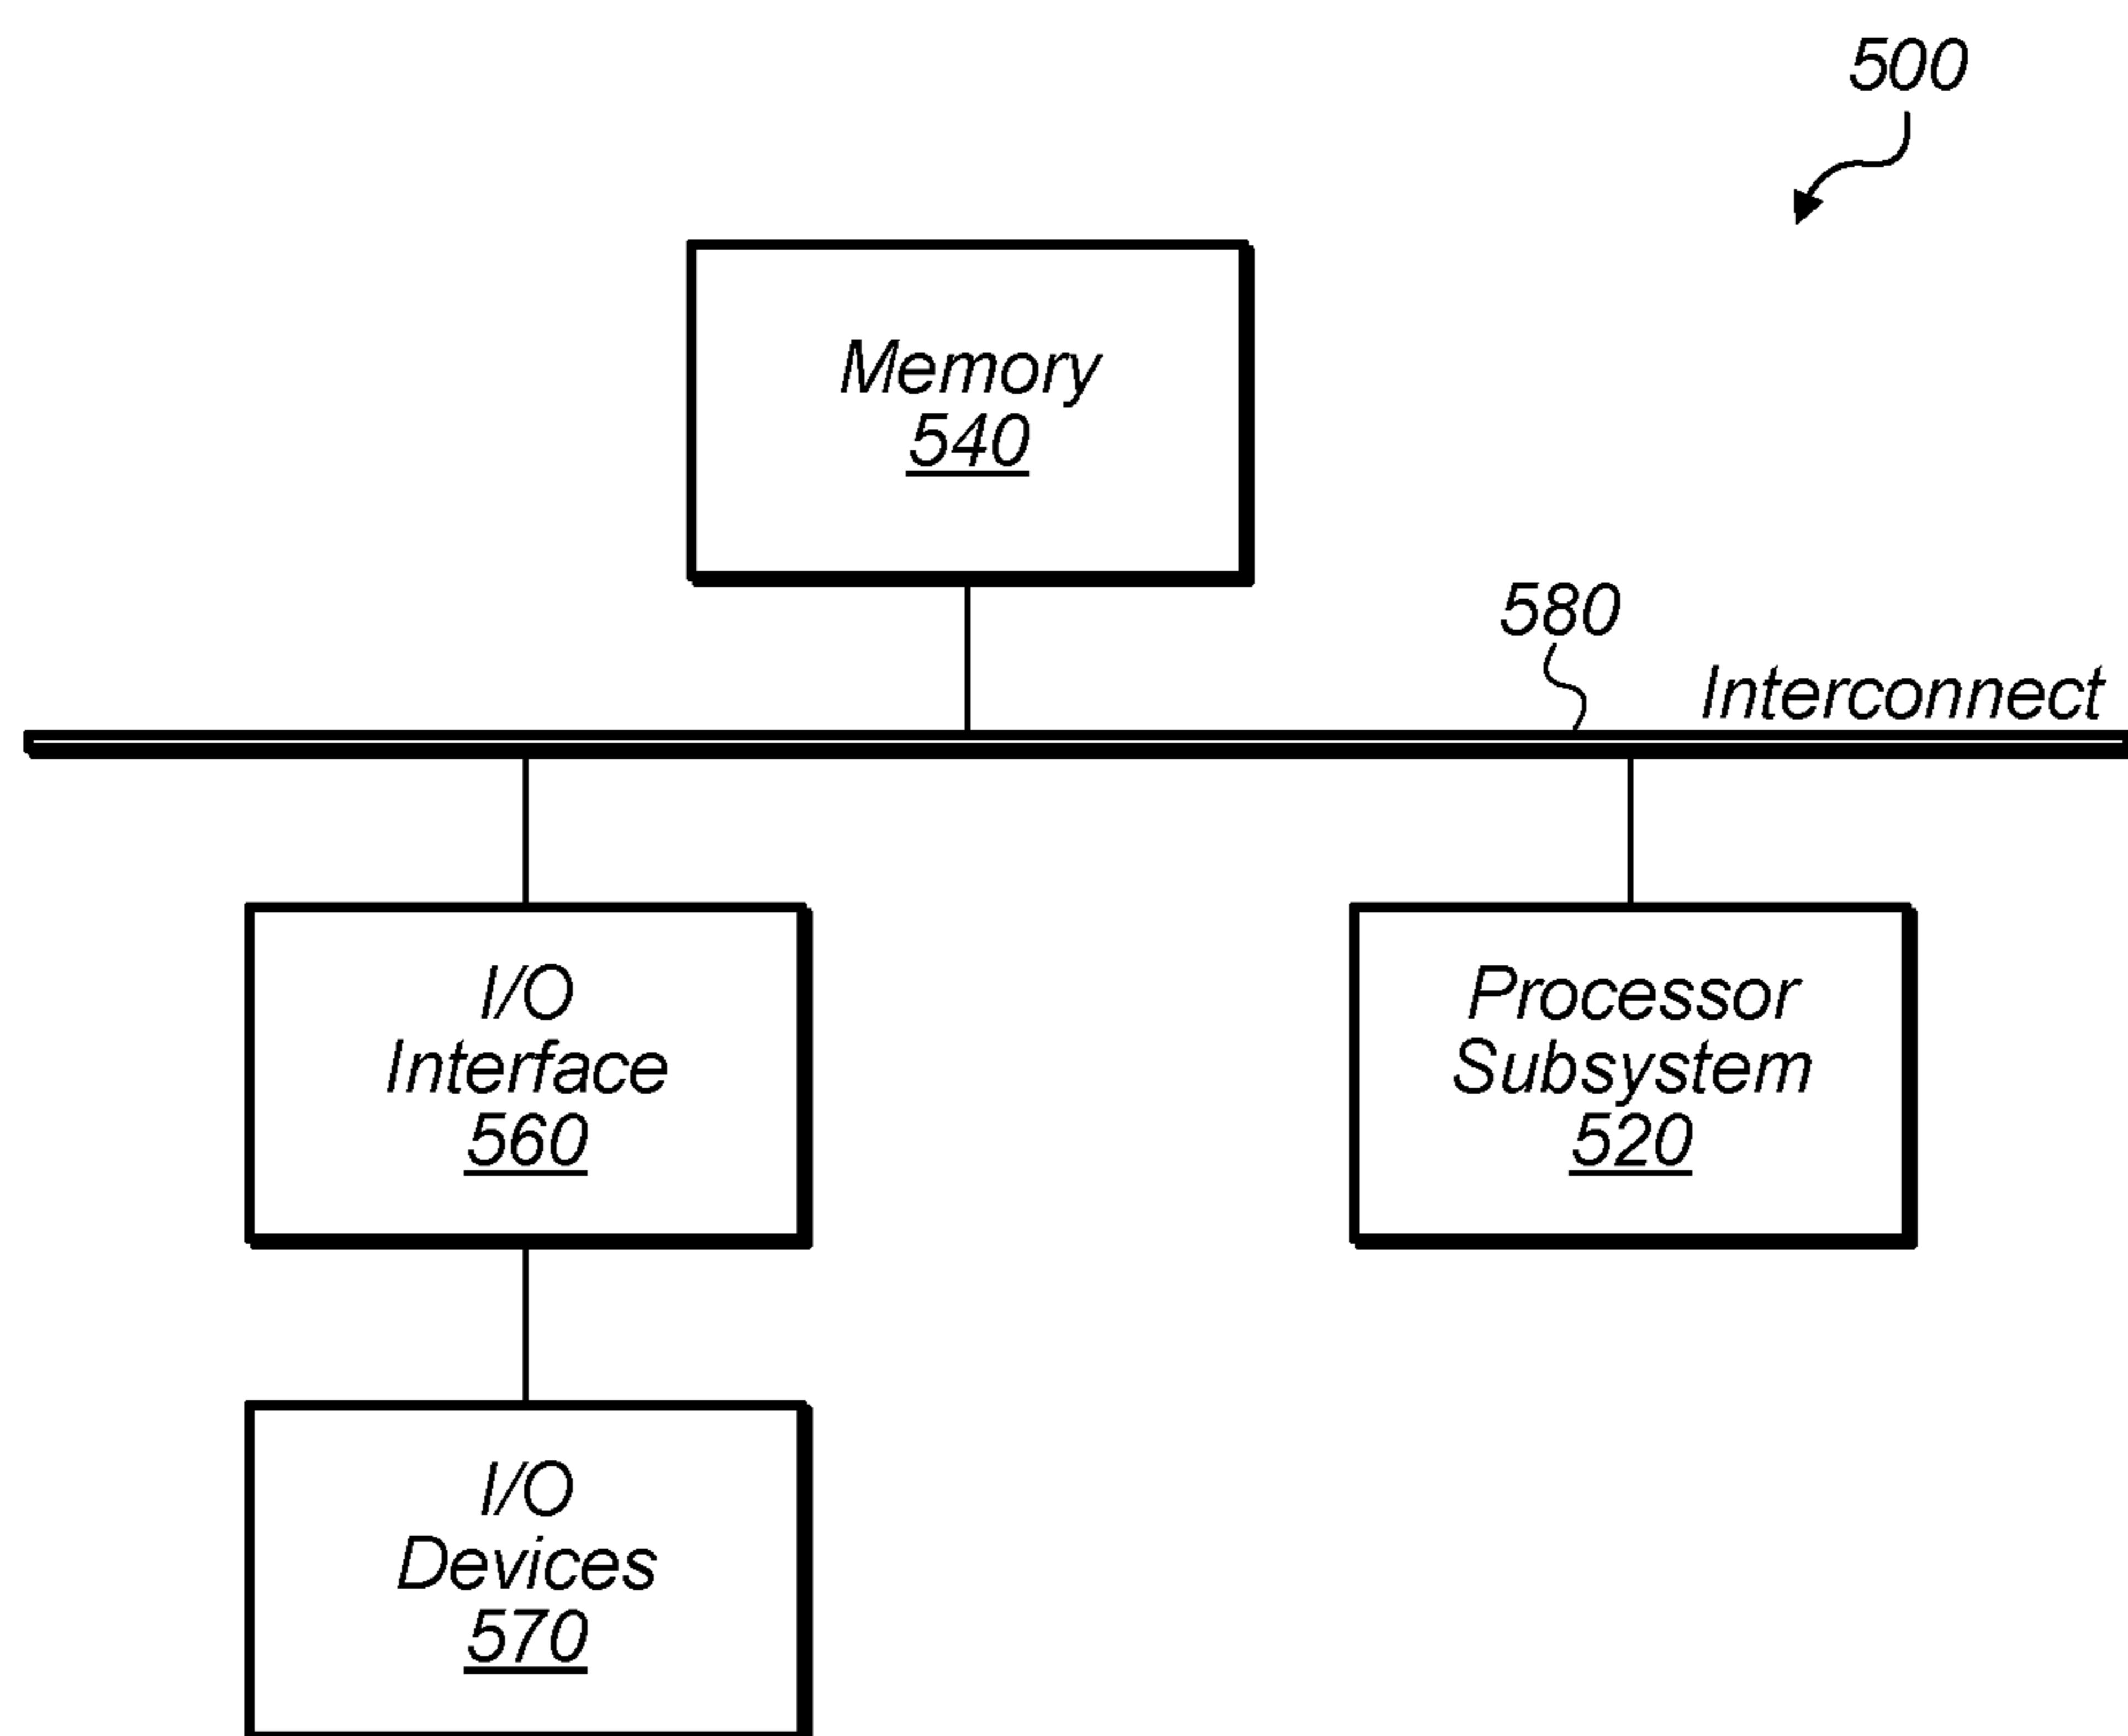 500
Memory
540
580
Interconnect
I/O
Interface
560
Processor
Subsystem
520
I/O
Devices
570